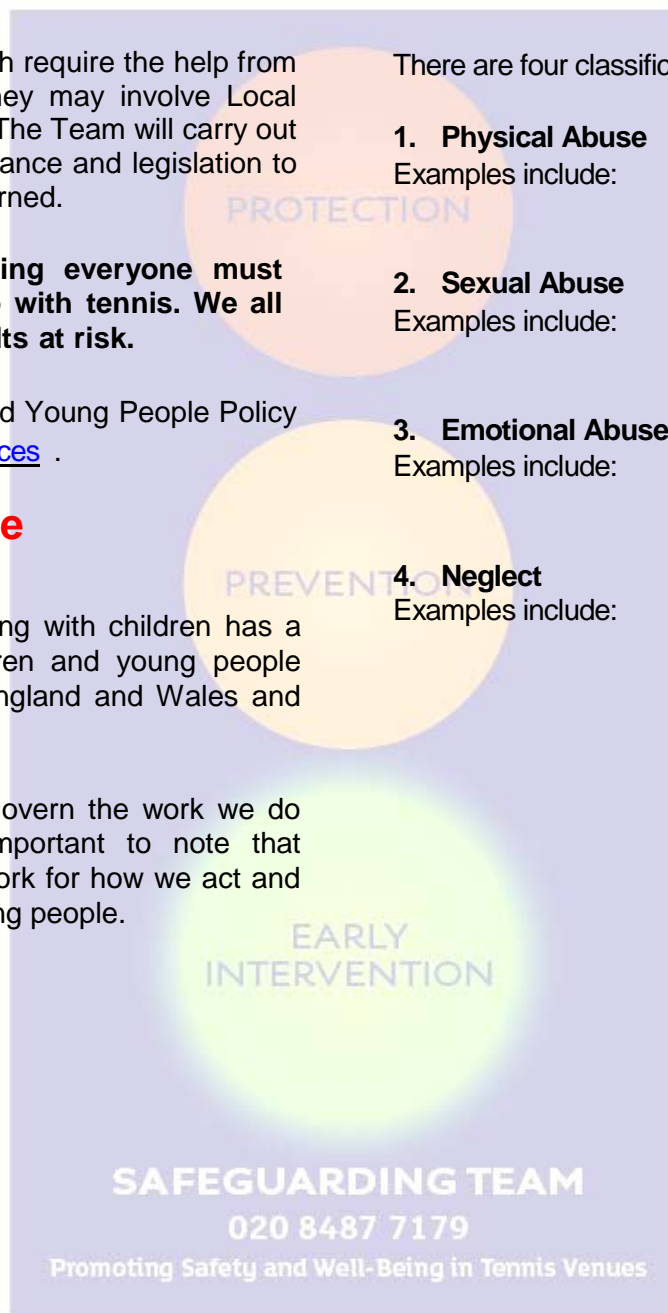 h require the help from
ney may involve Local
The Team will carry out
ance and legislation to
rned.
ing everyone must
with tennis. We all
lts at risk.
d Young People Policy
ces .
e
ng with children has a
ren and young people
ngland and Wales and
overn the work we do
mportant to note that
ork for how we act and
ng people.
There are four classific
1. Physical Abuse
Examples include:
2. Sexual Abuse
Examples include:
3. Emotional Abuse
Examples include:
4. Neglect
Examples include:
PROTECTION
PREVENTION
EARLY
INTERVENTION
SAFEGUARDING TEAM
020 8487 7179
Promoting Safety and Well-Being in Tennis Venues